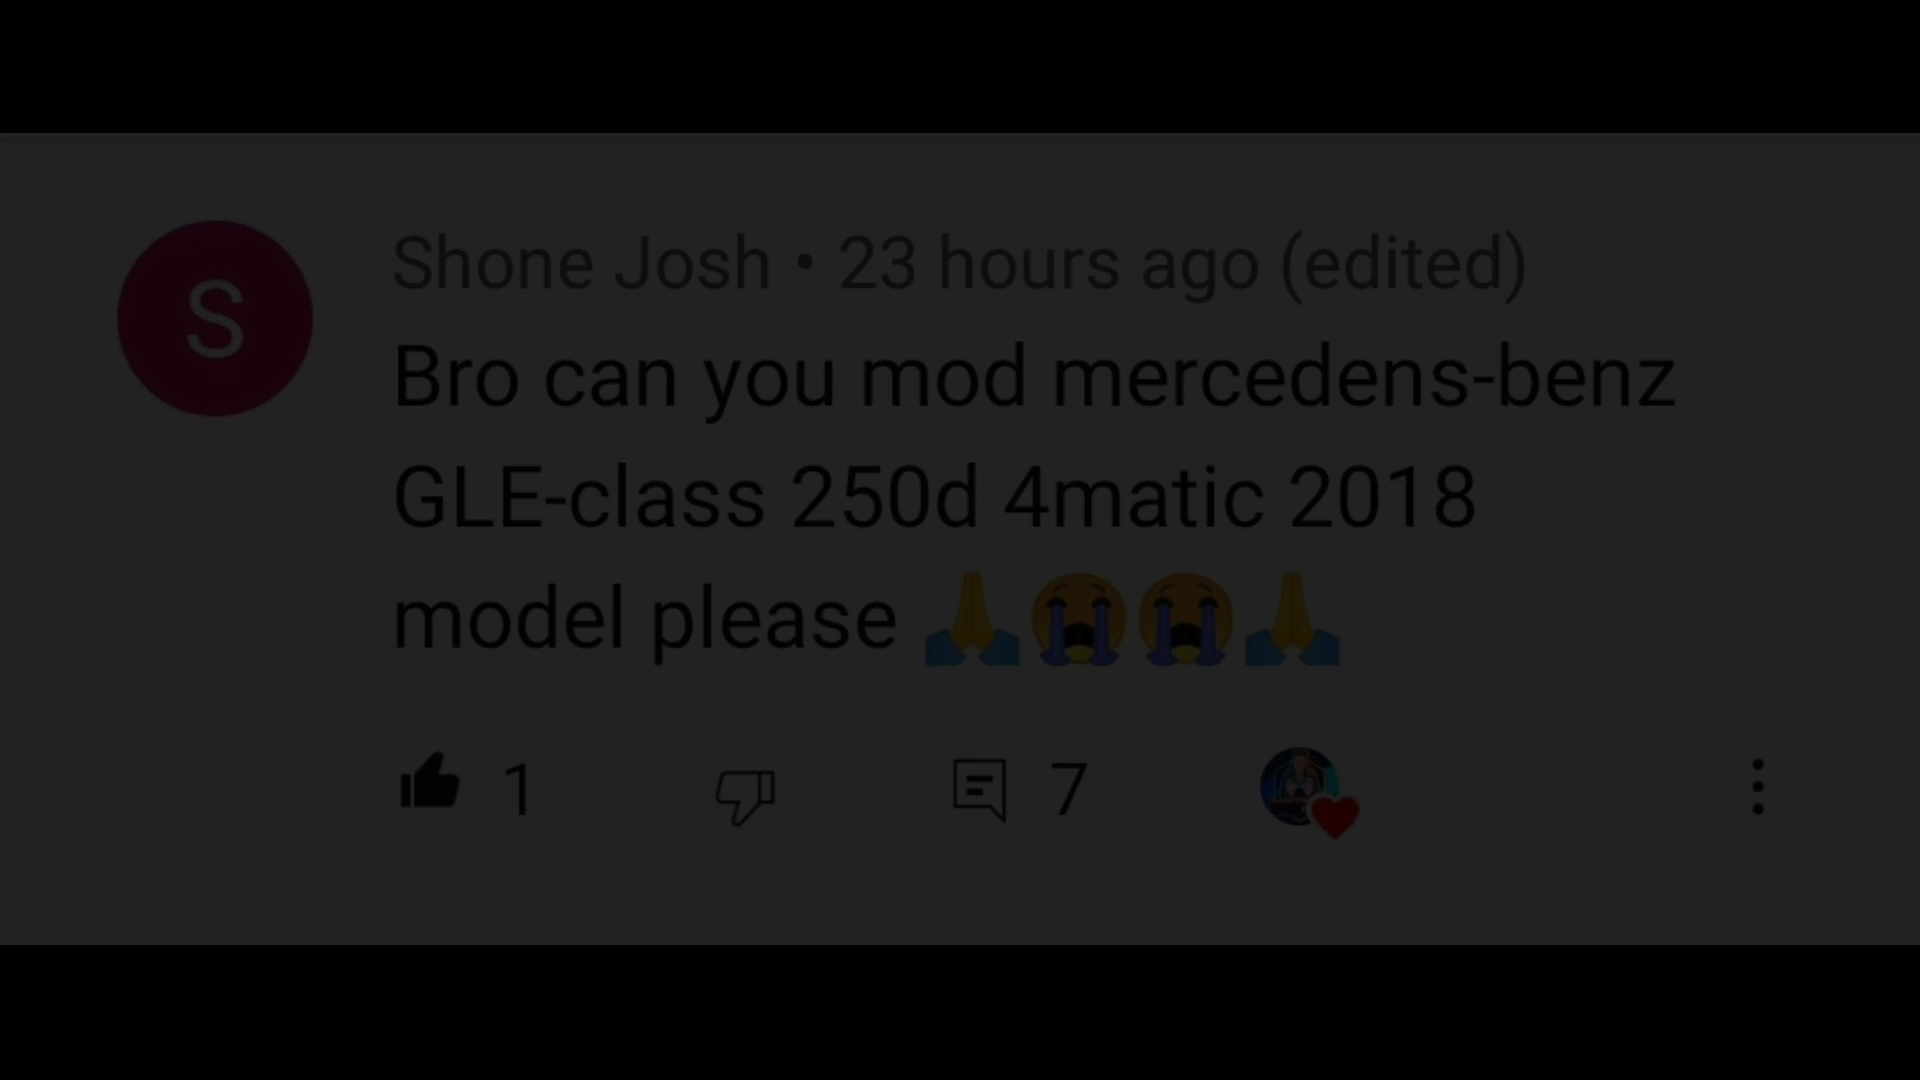 S
Shone Josh • 23 hours ago (edited)
Bro can you mod mercedens-benz
GLE-class 250d 4matic 2018
model please 🙏😭😭🙏
1 7